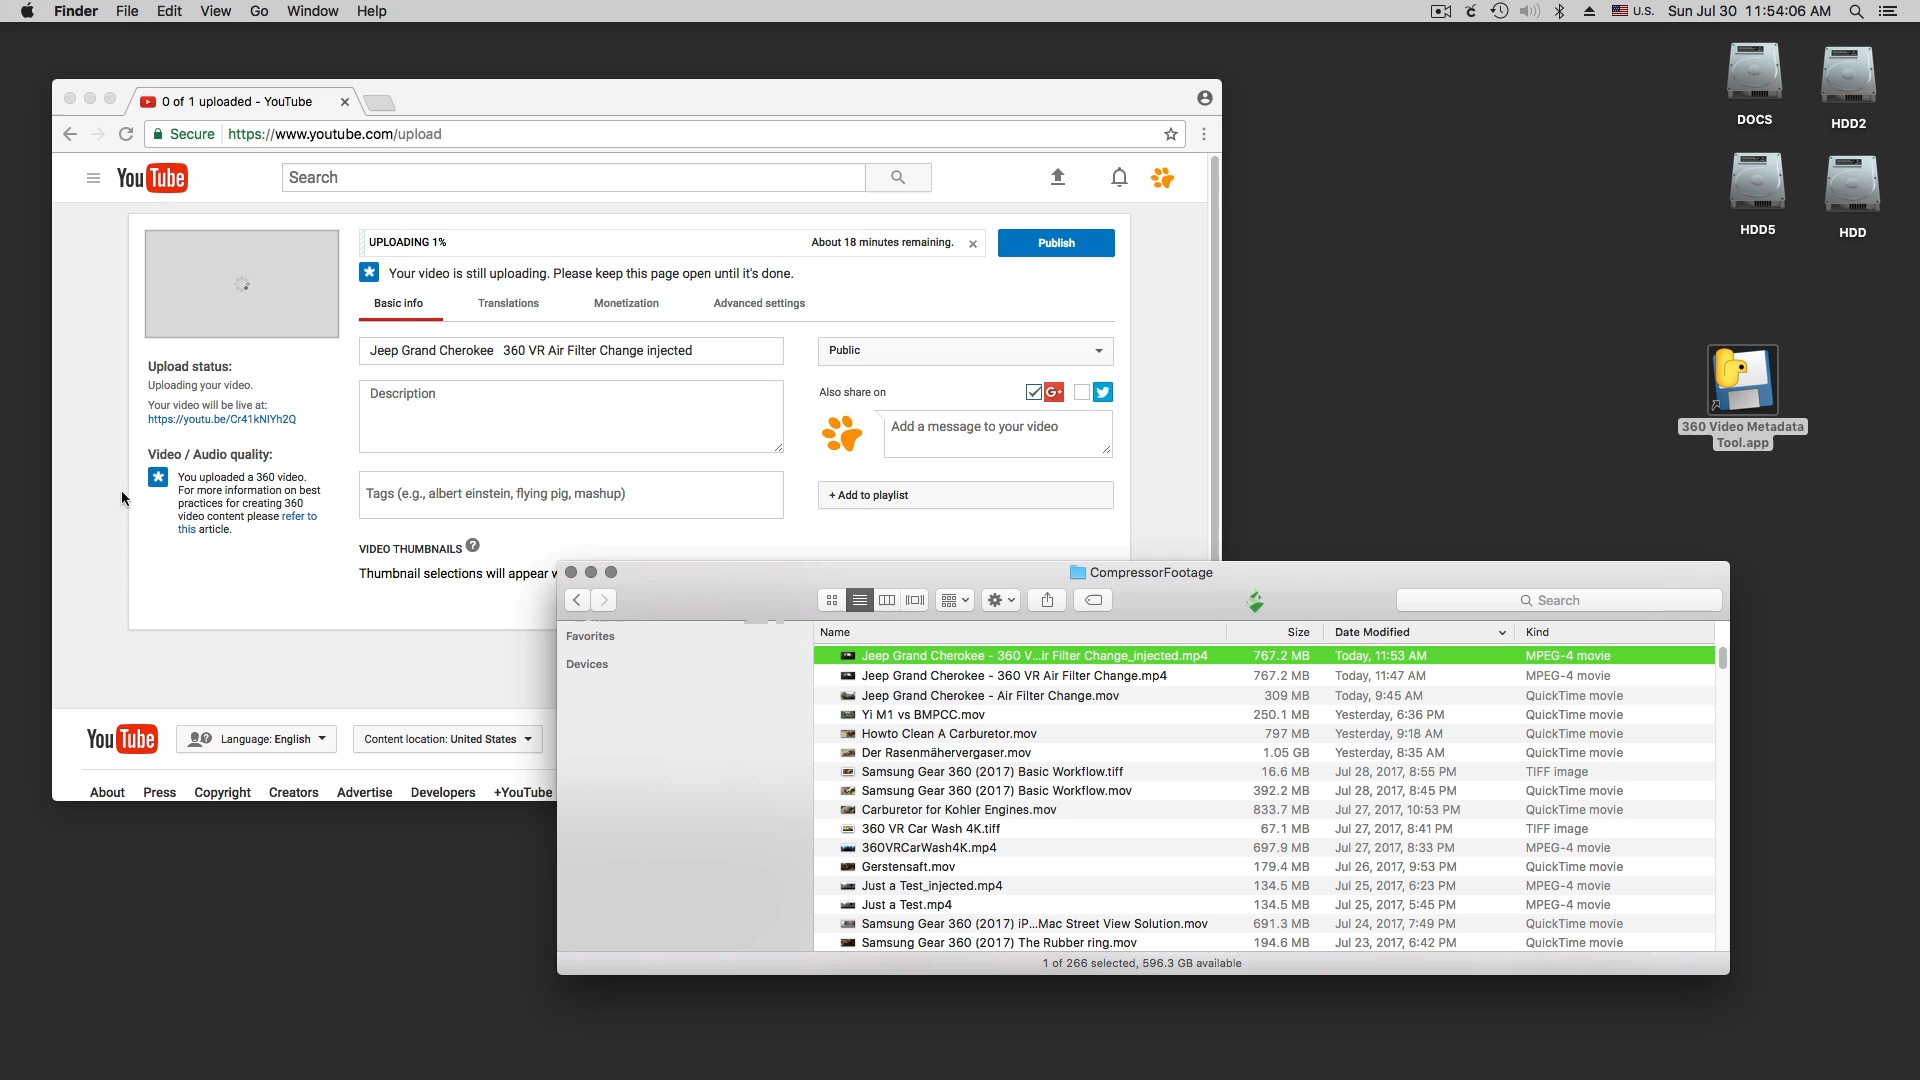 Finder File Edit View Go Window Help
U.S. Sun Jul 30 11:54:06 AM
DOCS
HDD2
HDD5
HDD
360 Video Metadata
Tool.app
0 of 1 uploaded - YouTube
Secure https://www.youtube.com/upload
YouTube
Search
UPLOADING 1% About 18 minutes remaining.
Publish
Your video is still uploading. Please keep this page open until it's done.
Basic info Translations Monetization Advanced settings
Jeep Grand Cherokee 360 VR Air Filter Change injected
Public
Description
Also share on
G+
Add a message to your video
Tags (e.g., albert einstein, flying pig, mashup)
+ Add to playlist
VIDEO THUMBNAILS ?
Thumbnail selections will appear
Upload status:
Uploading your video.
Your video will be live at:
https://youtu.be/Cr41kNIYh2Q
Video / Audio quality:
You uploaded a 360 video.
For more information on best
practices for creating 360
video content please refer to
this article.
YouTube Language: English Content location: United States
About Press Copyright Creators Advertise Developers +YouTube
CompressorFootage
Search
Favorites
Devices
Name Size Date Modified Kind
Jeep Grand Cherokee - 360 V...ir Filter Change_injected.mp4 767.2 MB Today, 11:53 AM MPEG-4 movie
Jeep Grand Cherokee - 360 VR Air Filter Change.mp4 767.2 MB Today, 11:47 AM MPEG-4 movie
Jeep Grand Cherokee - Air Filter Change.mov 309 MB Today, 9:45 AM QuickTime movie
Yi M1 vs BMPCC.mov 250.1 MB Yesterday, 6:36 PM QuickTime movie
Howto Clean A Carburetor.mov 797 MB Yesterday, 9:18 AM QuickTime movie
Der Rasenmähervergaser.mov 1.05 GB Yesterday, 8:35 AM QuickTime movie
Samsung Gear 360 (2017) Basic Workflow.tiff 16.6 MB Jul 28, 2017, 8:55 PM TIFF image
Samsung Gear 360 (2017) Basic Workflow.mov 392.2 MB Jul 28, 2017, 8:45 PM QuickTime movie
Carburetor for Kohler Engines.mov 833.7 MB Jul 27, 2017, 10:53 PM QuickTime movie
360 VR Car Wash 4K.tiff 67.1 MB Jul 27, 2017, 8:41 PM TIFF image
360VRCarWash4K.mp4 697.9 MB Jul 27, 2017, 8:33 PM MPEG-4 movie
Gerstensaft.mov 179.4 MB Jul 26, 2017, 9:53 PM QuickTime movie
Just a Test_injected.mp4 134.5 MB Jul 25, 2017, 6:23 PM MPEG-4 movie
Just a Test.mp4 134.5 MB Jul 25, 2017, 5:45 PM MPEG-4 movie
Samsung Gear 360 (2017) iP...Mac Street View Solution.mov 691.3 MB Jul 24, 2017, 7:49 PM QuickTime movie
Samsung Gear 360 (2017) The Rubber ring.mov 194.6 MB Jul 23, 2017, 6:42 PM QuickTime movie
1 of 266 selected, 596.3 GB available